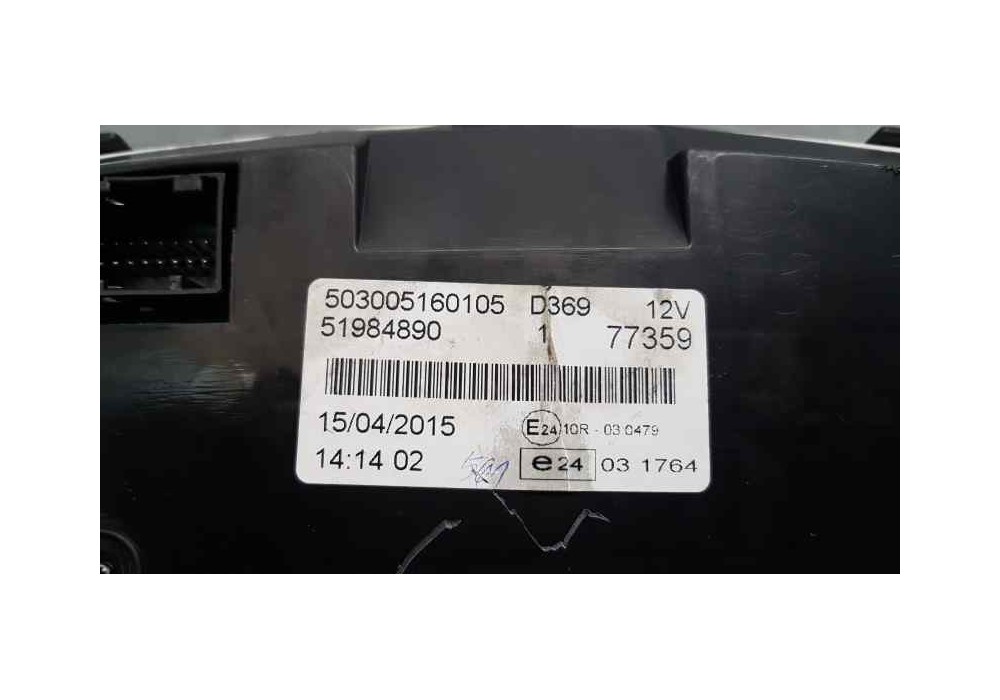 503005160105 D369 12V
51984890 1 77359
15/04/2015 E24 10R - 03 0479
14:14 02 e24 03 1764